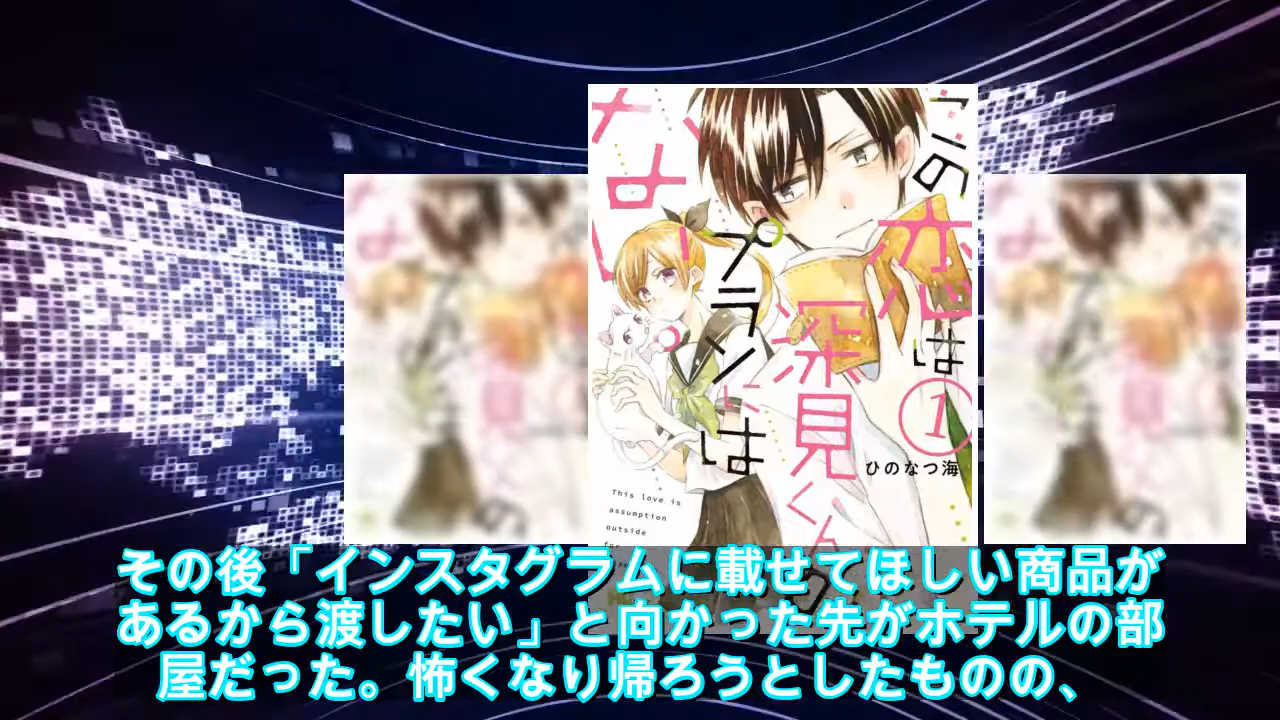 この恋は
深見くんの
プランには
ない。
1
ひのなつ海
This love is
assumption
outside
その後「インスタグラムに載せてほしい商品が
あるから渡したい」と向かった先がホテルの部
屋だった。怖くなり帰ろうとしたものの、